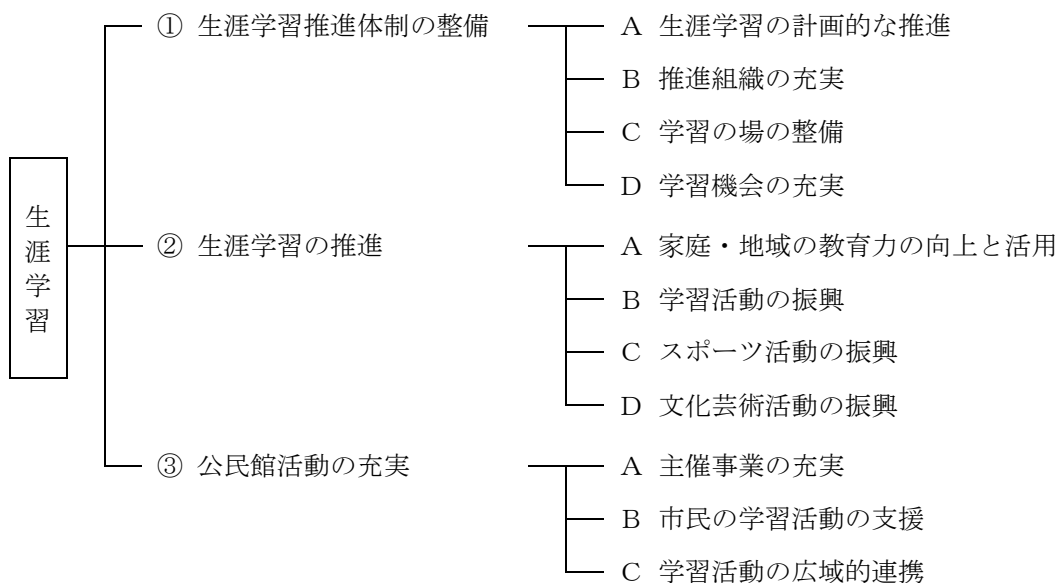 生涯学習
① 生涯学習推進体制の整備
A 生涯学習の計画的な推進
B 推進組織の充実
C 学習の場の整備
D 学習機会の充実
② 生涯学習の推進
A 家庭・地域の教育力の向上と活用
B 学習活動の振興
C スポーツ活動の振興
D 文化芸術活動の振興
③ 公民館活動の充実
A 主催事業の充実
B 市民の学習活動の支援
C 学習活動の広域的連携